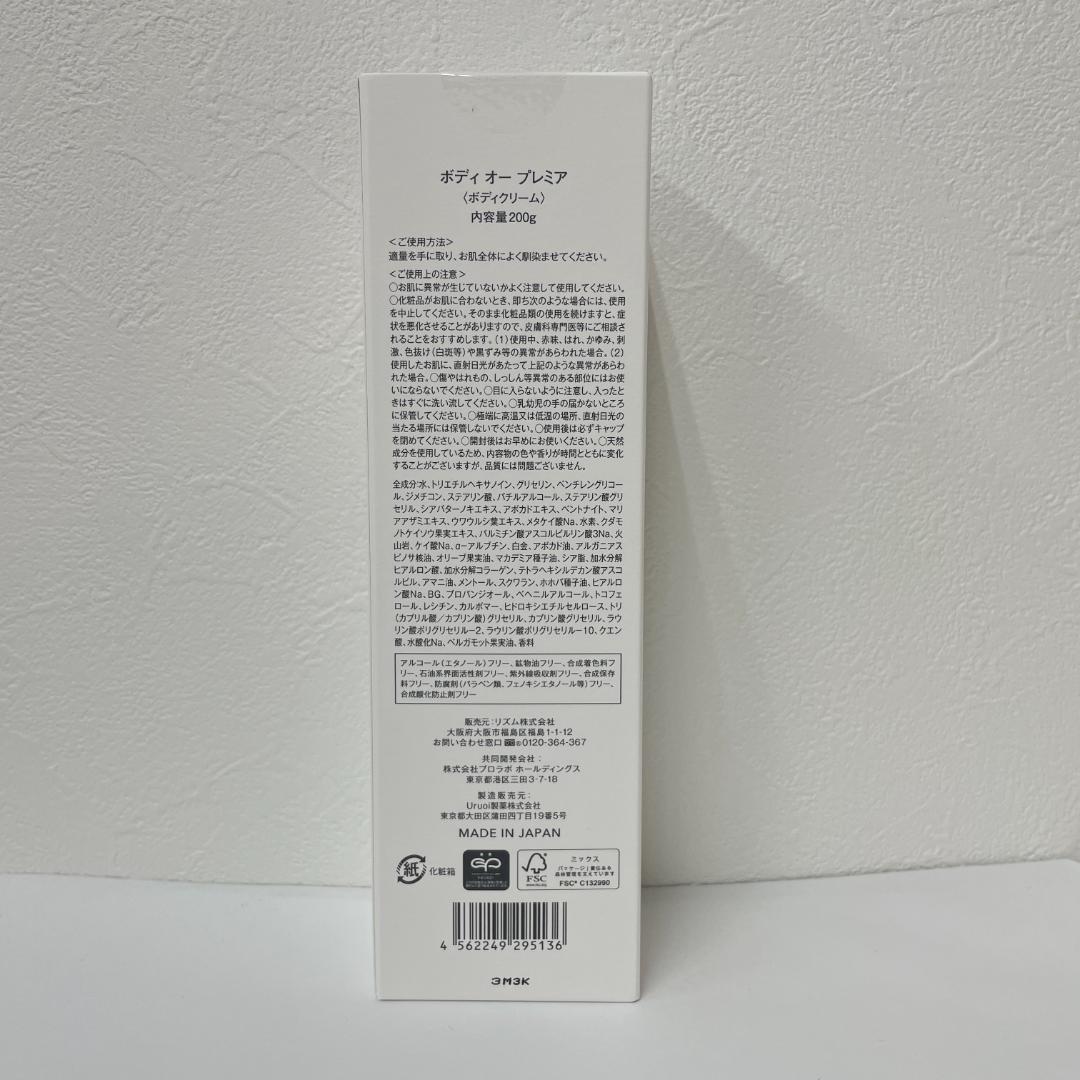 ボディ オー プレミア
〈ボディクリーム〉
内容量200g
＜ご使用方法＞
適量を手に取り、お肌全体によく馴染ませてください。
＜ご使用上の注意＞
○お肌に異常が生じていないかよく注意して使用してください。
○化粧品がお肌に合わないとき、即ち次のような場合には、使用
を中止してください。そのまま化粧品類の使用を続けますと、症
状を悪化させることがありますので、皮膚科専門医等にご相談さ
れることをおすすめします。(1)使用中、赤味、はれ、かゆみ、刺
激、色抜け(白斑等)や黒ずみ等の異常があらわれた場合。(2)
使用したお肌に、直射日光があたって上記のような異常があらわ
れた場合。○傷やはれもの、しっしん等異常のある部位にはお使
いにならないでください。○目に入らないように注意し、入ったと
きはすぐに洗い流してください。○乳幼児の手の届かないところ
に保管してください。○極端に高温又は低温の場所、直射日光の
当たる場所には保管しないでください。○使用後は必ずキャップ
を閉めてください。○開封後はお早めにお使いください。○天然
成分を使用しているため、内容物の色や香りが時間とともに変化
することがございますが、品質には問題ございません。
全成分:水、トリエチルヘキサノイン、グリセリン、ペンチレングリコー
ル、ジメチコン、ステアリン酸、バチルアルコール、ステアリン酸グリ
セリル、シアバターノキエキス、アボカドエキス、ベントナイト、マリ
アアザミエキス、ウワウルシ葉エキス、メタケイ酸Na、水素、クダモ
ノトケイソウ果実エキス、パルミチン酸アスコルビルリン酸3Na、火
山岩、ケイ酸Na、α-アルブチン、白金、アボカド油、アルガニアス
ピノサ核油、オリーブ果実油、マカデミア種子油、シア脂、加水分解
ヒアルロン酸、加水分解コラーゲン、テトラヘキシルデカン酸アスコ
ルビル、アマニ油、メントール、スクワラン、ホホバ種子油、ヒアルロ
ン酸Na、BG、プロパンジオール、ベヘニルアルコール、トコフェ
ロール、レシチン、カルボマー、ヒドロキシエチルセルロース、トリ
(カプリル酸／カプリン酸)グリセリル、カプリン酸グリセリル、ラウ
リン酸ポリグリセリル-2、ラウリン酸ポリグリセリル-10、クエン
酸、水酸化Na、ベルガモット果実油、香料
アルコール(エタノール)フリー、鉱物油フリー、合成着色料フ
リー、石油系界面活性剤フリー、紫外線吸収剤フリー、合成保存
料フリー、防腐剤(パラベン類、フェノキシエタノール等)フリー、
合成酸化防止剤フリー
販売元：リズム株式会社
大阪府大阪市福島区福島1-1-12
お問い合わせ窓口 0120-364-367
共同開発会社：
株式会社プロラボ ホールディングス
東京都港区三田3-7-18
製造販売元：
Uruoi製薬株式会社
東京都大田区蒲田四丁目19番5号
MADE IN JAPAN
紙 化粧箱
FSC
ミックス
パッケージ｜責任ある
森林管理を支えています
FSC® C132990
4 562249 295136
3M3K